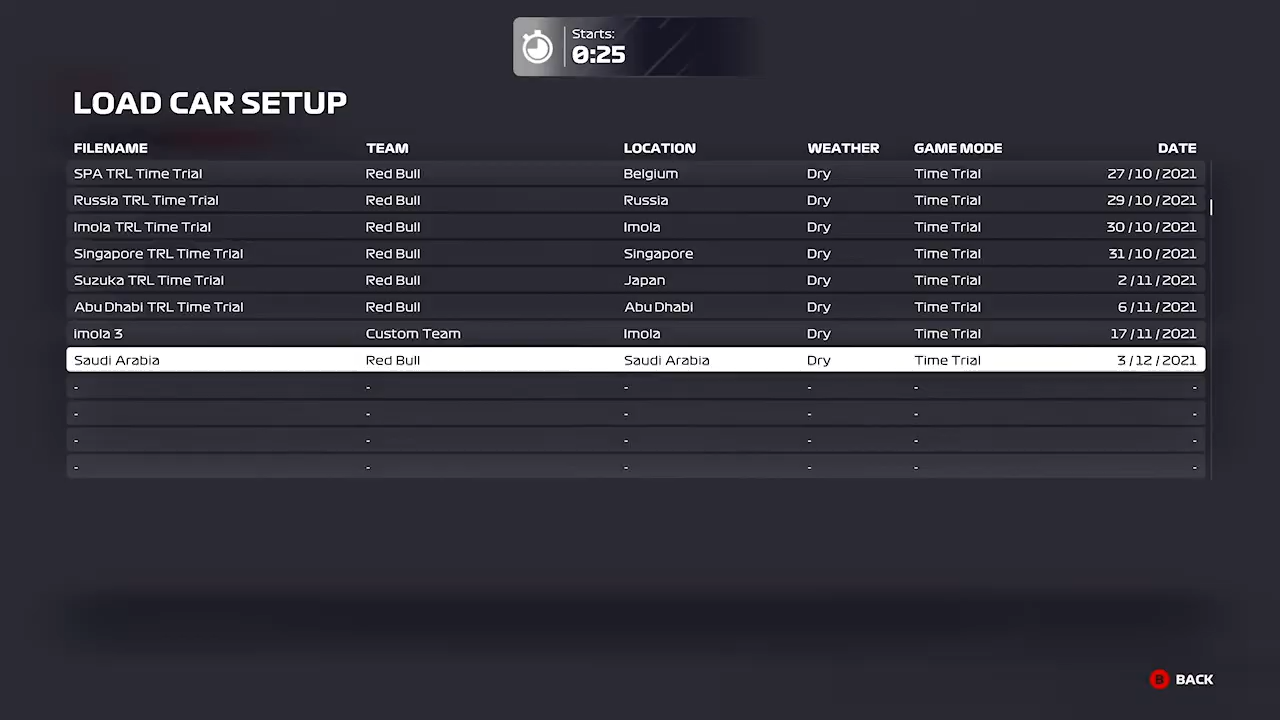 Starts:
0:25
LOAD CAR SETUP
FILENAME TEAM LOCATION WEATHER GAME MODE DATE
SPA TRL Time Trial Red Bull Belgium Dry Time Trial 27/10/2021
Russia TRL Time Trial Red Bull Russia Dry Time Trial 29/10/2021
Imola TRL Time Trial Red Bull Imola Dry Time Trial 30/10/2021
Singapore TRL Time Trial Red Bull Singapore Dry Time Trial 31/10/2021
Suzuka TRL Time Trial Red Bull Japan Dry Time Trial 2/11/2021
Abu Dhabi TRL Time Trial Red Bull Abu Dhabi Dry Time Trial 6/11/2021
Imola 3 Custom Team Imola Dry Time Trial 17/11/2021
Saudi Arabia Red Bull Saudi Arabia Dry Time Trial 3/12/2021
- - - - - -
- - - - - -
- - - - - -
- - - - - -
B BACK